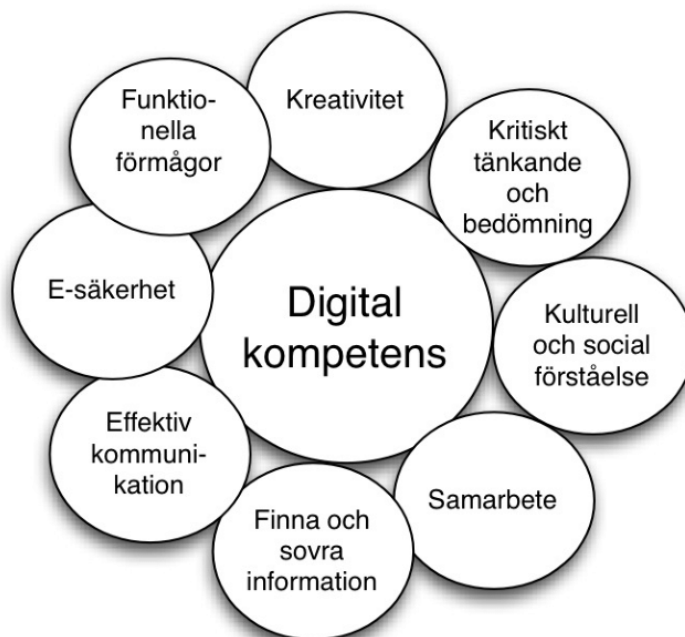 Kreativitet
Funktio-
nella
förmågor
Kritiskt
tänkande
och
bedömning
E-säkerhet
Digital
kompetens
Kulturell
och social
förståelse
Effektiv
kommuni-
kation
Samarbete
Finna och
sovra
information